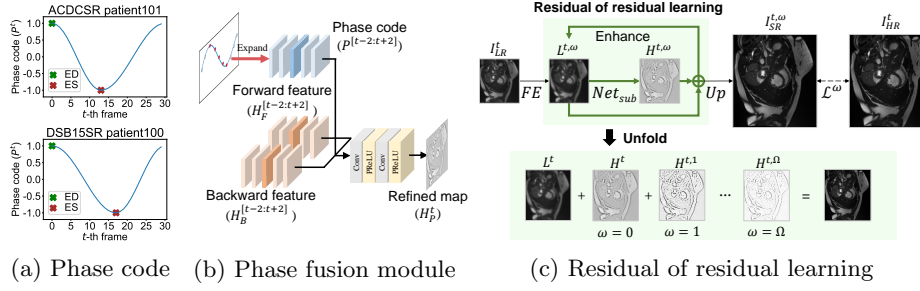 ACDCSR patient101
Phase code (Pᵗ)
1.0
0.5
0.0
-0.5
-1.0
ED
ES
0 5 10 15 20 25 30
t-th frame
DSB15SR patient100
Phase code (Pᵗ)
1.0
0.5
0.0
-0.5
-1.0
ED
ES
0 5 10 15 20 25 30
t-th frame
(a) Phase code
Expand
Phase code
(P^[t-2:t+2])
Forward feature
(H_F^[t-2:t+2])
Backward feature
(H_B^[t-2:t+2])
Conv
PReLU
Conv
PReLU
Refined map
(H_P^t)
(b) Phase fusion module
Residual of residual learning
I_LR^t
FE
L^t,ω
Enhance
H^t,ω
Net_sub
Up
I_SR^t,ω
ℒ^ω
I_HR^t
Unfold
L^t + H^t + H^t,1 ... H^t,Ω =
ω = 0 ω = 1 ω = Ω
(c) Residual of residual learning